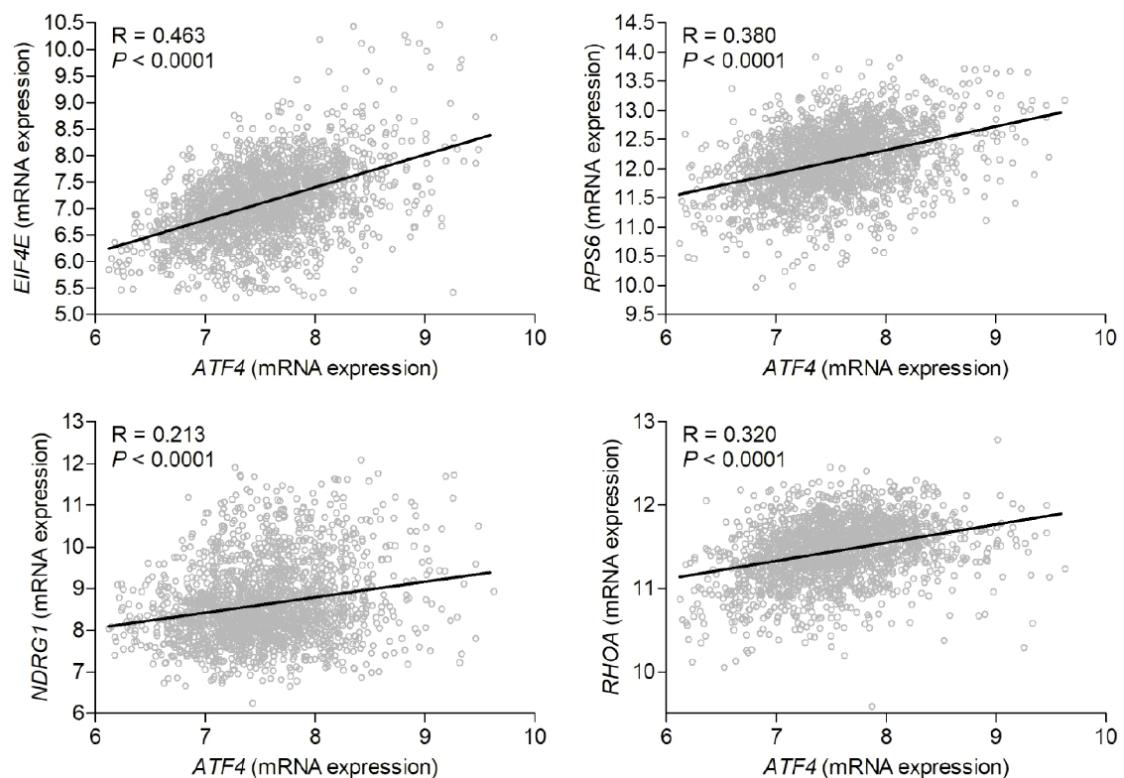 R = 0.463
P < 0.0001
EIF4E (mRNA expression)
10.5
10.0
9.5
9.0
8.5
8.0
7.5
7.0
6.5
6.0
5.5
5.0
6 7 8 9 10
ATF4 (mRNA expression)
R = 0.380
P < 0.0001
RPS6 (mRNA expression)
14.5
14.0
13.5
13.0
12.5
12.0
11.5
11.0
10.5
10.0
9.5
6 7 8 9 10
ATF4 (mRNA expression)
R = 0.213
P < 0.0001
NDRG1 (mRNA expression)
13
12
11
10
9
8
7
6
6 7 8 9 10
ATF4 (mRNA expression)
R = 0.320
P < 0.0001
RHOA (mRNA expression)
13
12
11
10
6 7 8 9 10
ATF4 (mRNA expression)